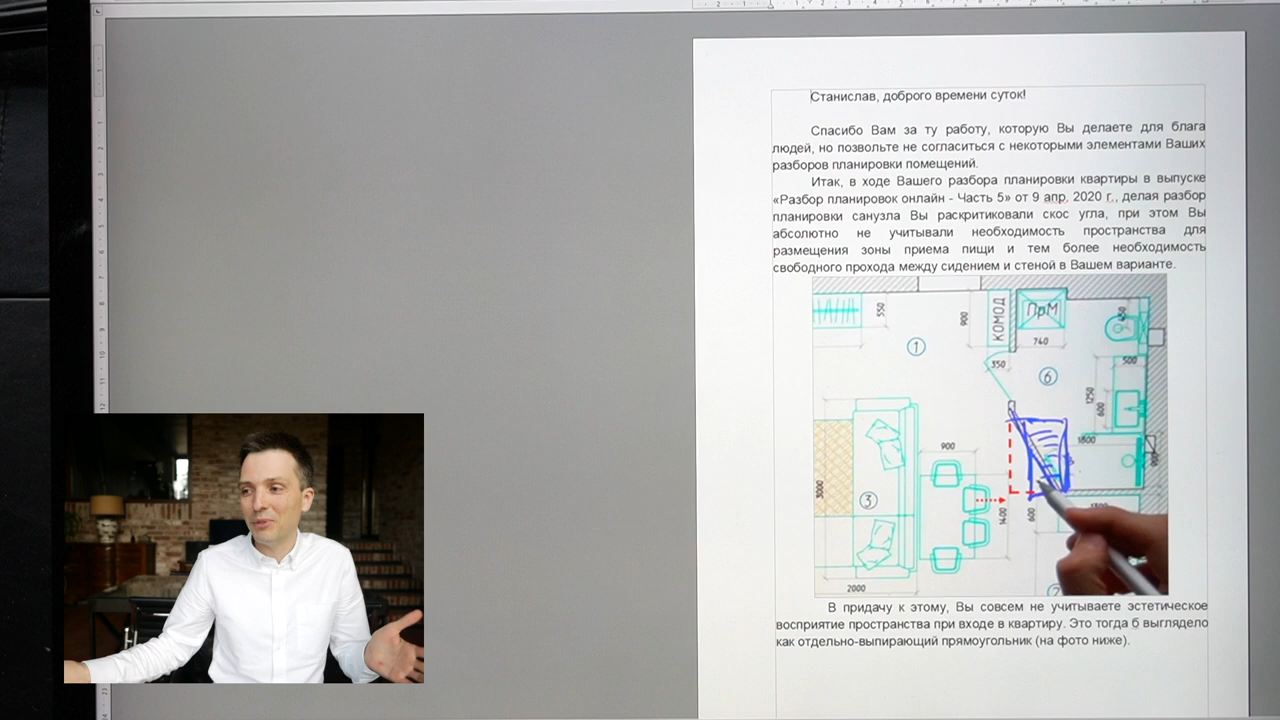 Станислав, доброго времени суток!
Спасибо Вам за ту работу, которую Вы делаете для блага
людей, но позвольте не согласиться с некоторыми элементами Ваших
разборов планировки помещений.
Итак, в ходе Вашего разбора планировки квартиры в выпуске
«Разбор планировок онлайн - Часть 5» от 9 апр. 2020 г., делая разбор
планировки санузла Вы раскритиковали скос угла, при этом Вы
абсолютно не учитывали необходимость пространства для
размещения зоны приема пищи и тем более необходимость
свободного прохода между сидением и стеной в Вашем варианте.
550
900
КОМОД
ПрМ
450
740
1
350
500
6
1250
600
1800
900
900
3000
3
1400
600
2000
В придачу к этому, Вы совсем не учитываете эстетическое
восприятие пространства при входе в квартиру. Это тогда б выглядело
как отдельно-выпирающий прямоугольник (на фото ниже).